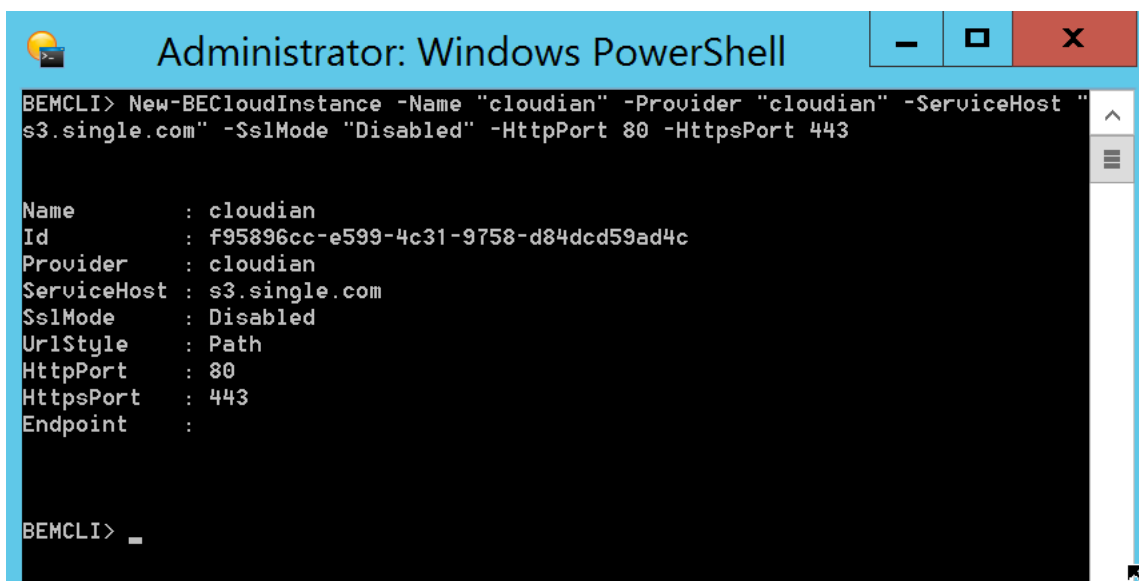 Administrator: Windows PowerShell
BEMCLI> New-BECloudInstance -Name "cloudian" -Provider "cloudian" -ServiceHost "
s3.single.com" -SslMode "Disabled" -HttpPort 80 -HttpsPort 443
Name : cloudian
Id : f95896cc-e599-4c31-9758-d84dcd59ad4c
Provider : cloudian
ServiceHost : s3.single.com
SslMode : Disabled
UrlStyle : Path
HttpPort : 80
HttpsPort : 443
Endpoint :
BEMCLI> _